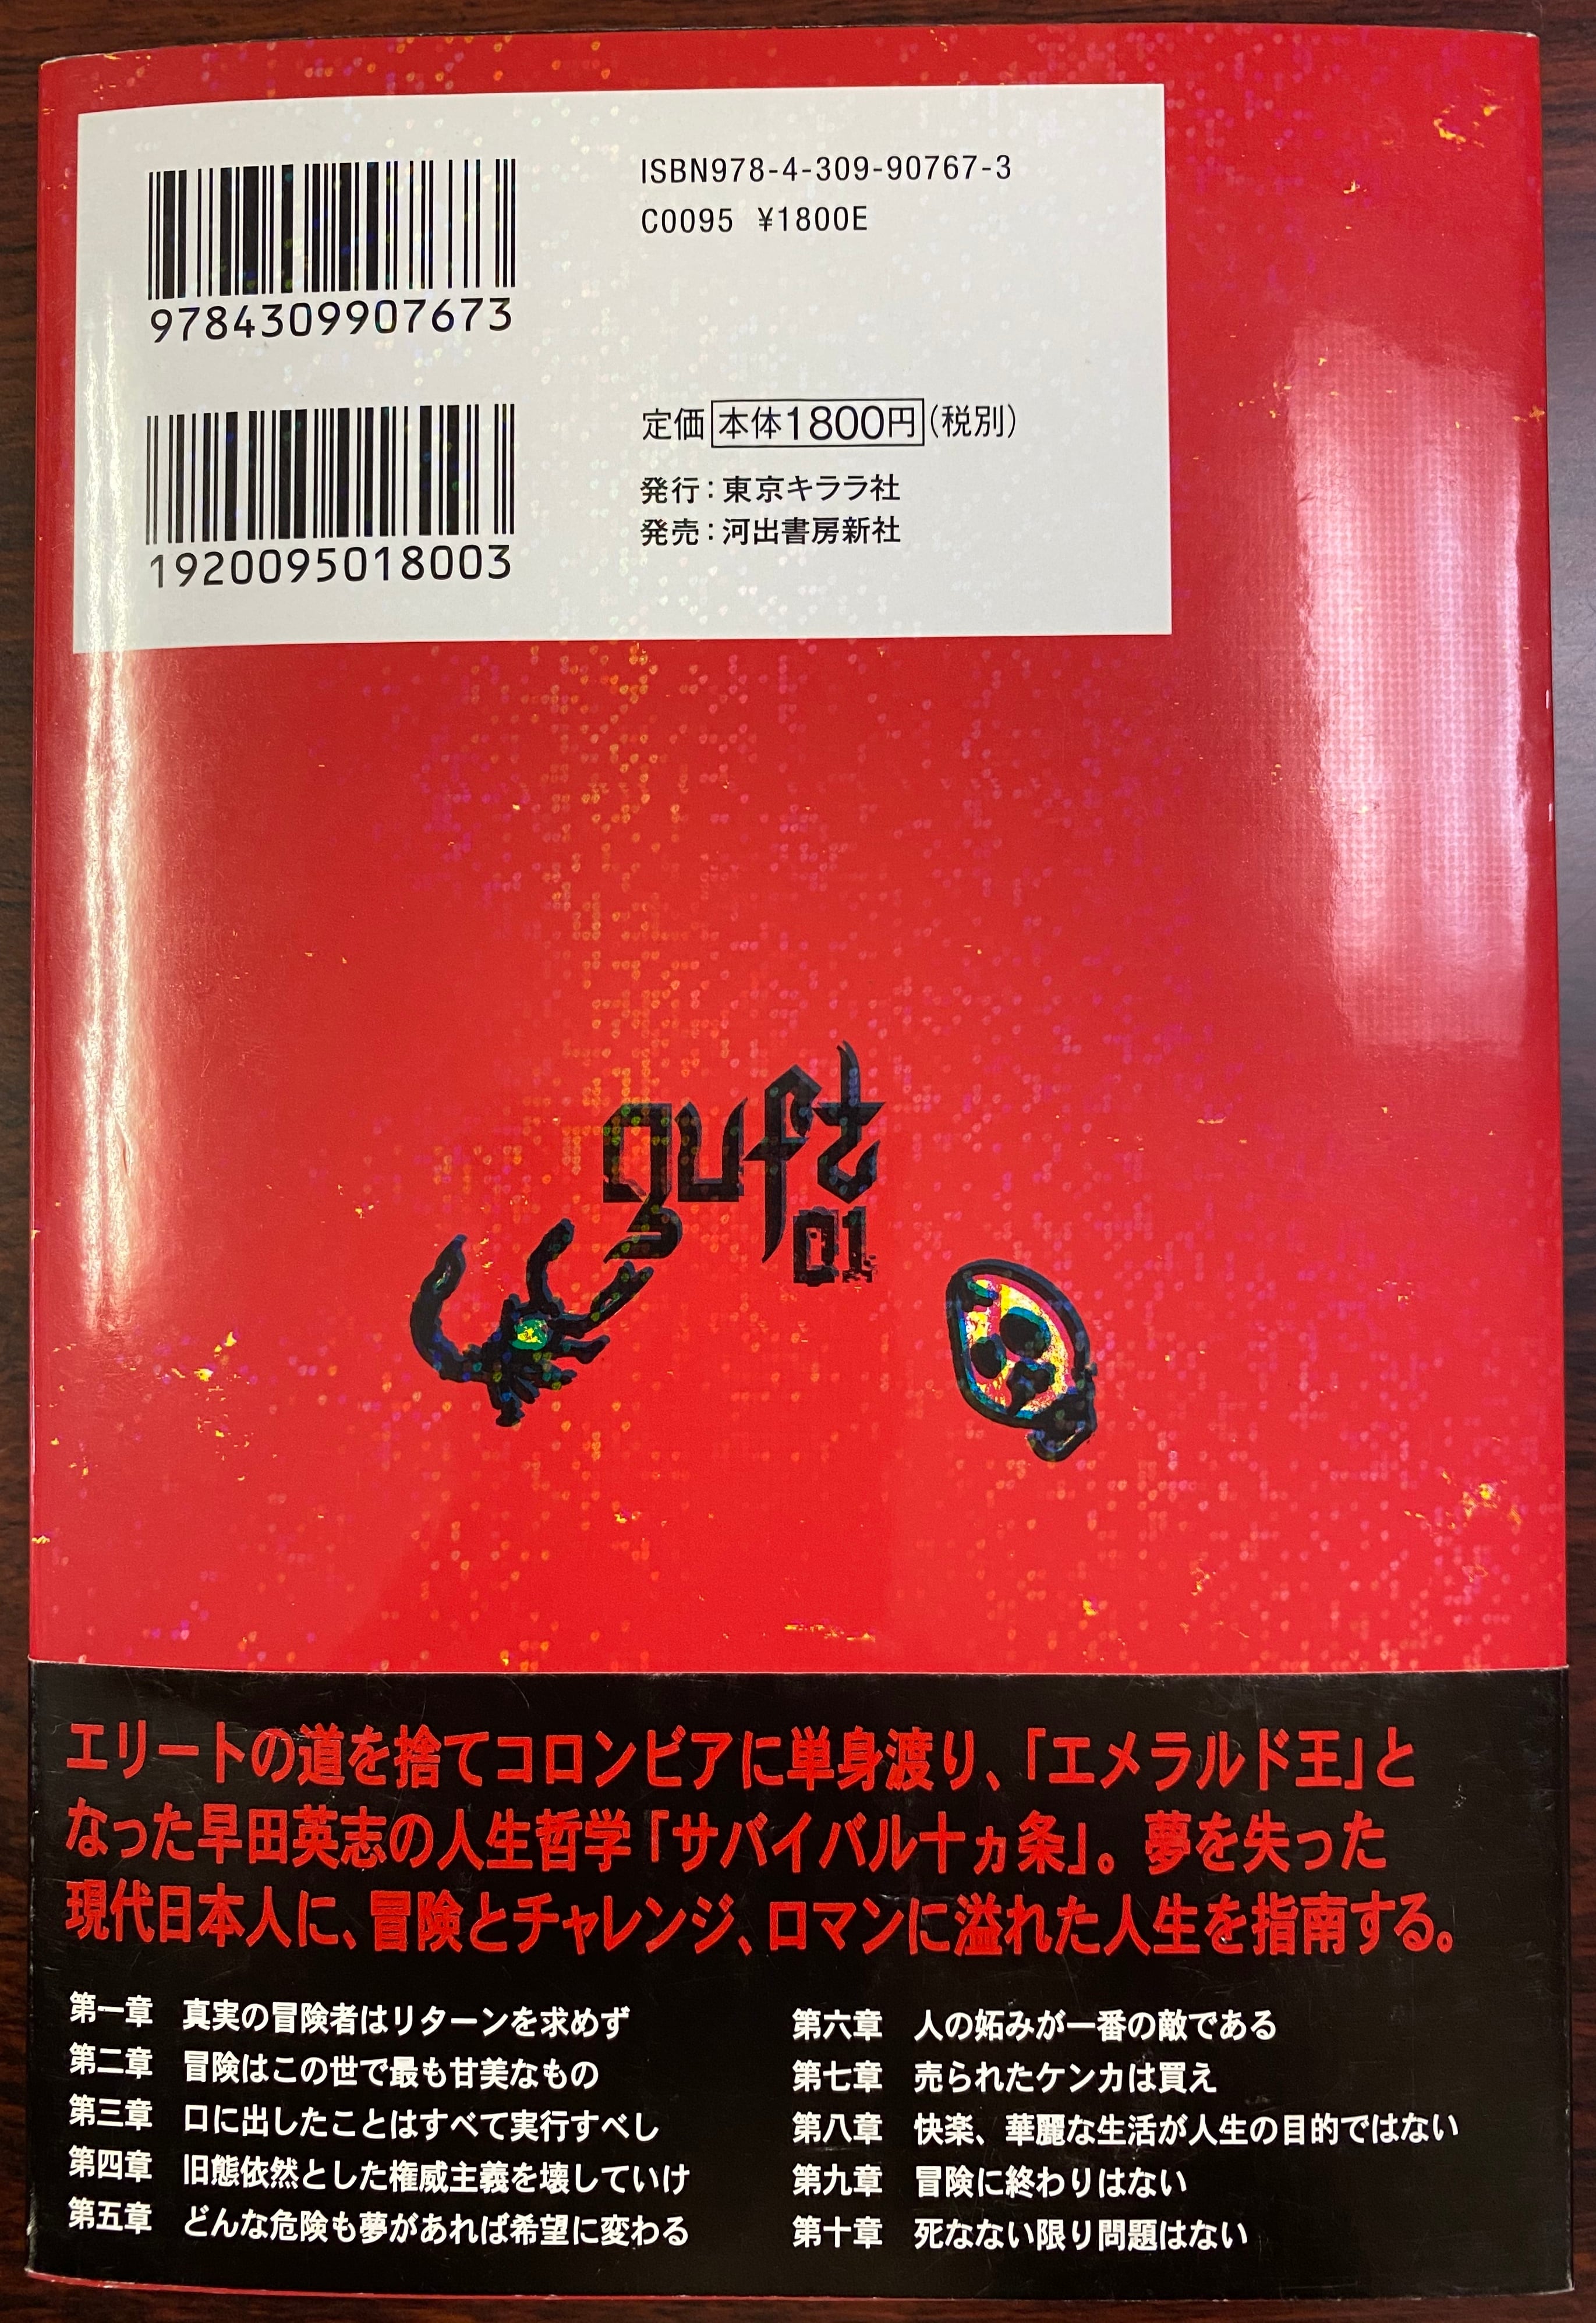 ISBN978-4-309-90767-3
C0095 ¥1800E
9784309907673
定価 本体1800円(税別)
発行:東京キララ社
発売:河出書房新社
1920095018003
guft
01
エリートの道を捨てコロンビアに単身渡り、「エメラルド王」と
なった早田英志の人生哲学「サバイバル十ヵ条」。夢を失った
現代日本人に、冒険とチャレンジ、ロマンに溢れた人生を指南する。
第一章 真実の冒険者はリターンを求めず
第二章 冒険はこの世で最も甘美なもの
第三章 口に出したことはすべて実行すべし
第四章 旧態依然とした権威主義を壊していけ
第五章 どんな危険も夢があれば希望に変わる
第六章 人の妬みが一番の敵である
第七章 売られたケンカは買え
第八章 快楽、華麗な生活が人生の目的ではない
第九章 冒険に終わりはない
第十章 死なない限り問題はない